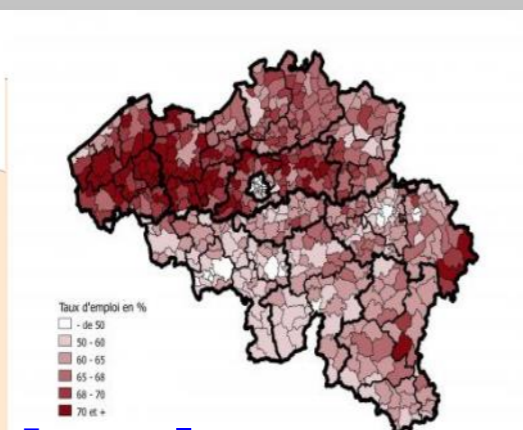 Taux d'emploi en %
- de 50
50 - 60
60 - 65
65 - 68
68 - 70
70 et +